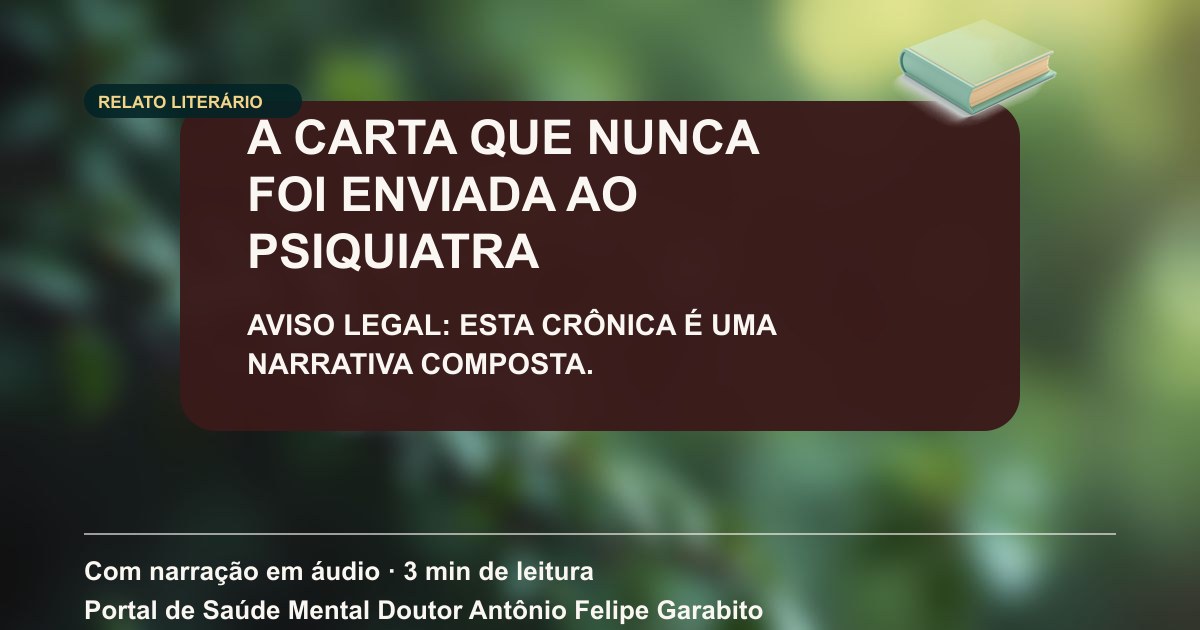 RELATO LITERÁRIO
A CARTA QUE NUNCA
FOI ENVIADA AO
PSIQUIATRA
AVISO LEGAL: ESTA CRÔNICA É UMA
NARRATIVA COMPOSTA.
Com narração em áudio · 3 min de leitura
Portal de Saúde Mental Doutor Antônio Felipe Garabito